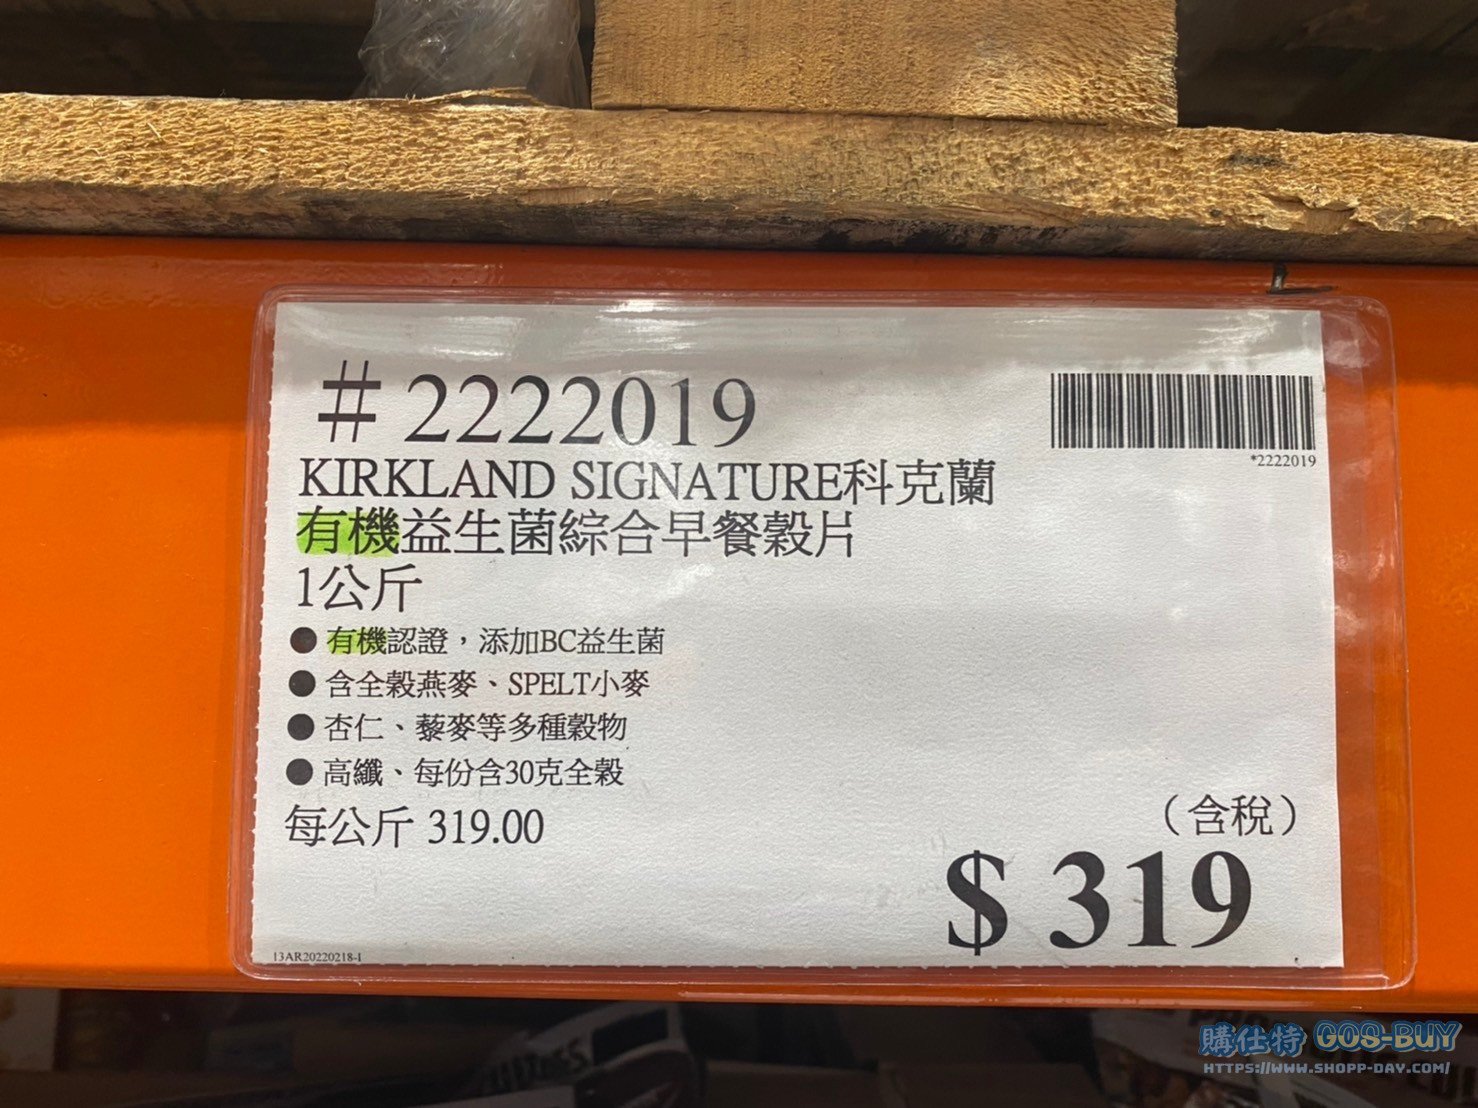 #2222019
*2222019
KIRKLAND SIGNATURE科克蘭
有機益生菌綜合早餐穀片
1公斤
● 有機認證，添加BC益生菌
● 含全穀燕麥、SPELT小麥
● 杏仁、藜麥等多種穀物
● 高纖、每份含30克全穀
每公斤 319.00
（含稅）
$ 319
13AR20220218-1
購仕特 GOS-BUY
HTTPS://WWW.SHOPP-DAY.COM/